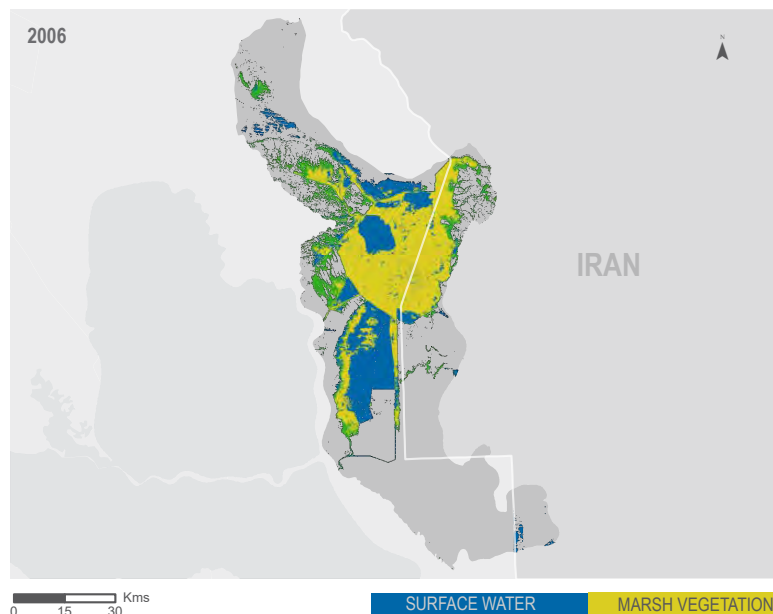 2006
N
IRAN
Kms
0 15 30
SURFACE WATER
MARSH VEGETATION